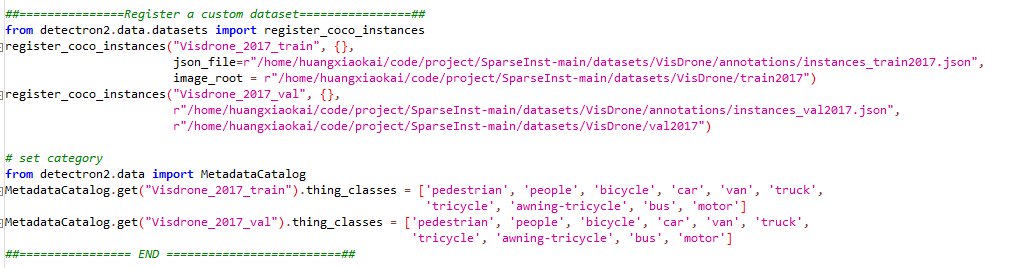 ##===============Register a custom dataset================##
from detectron2.data.datasets import register_coco_instances
register_coco_instances("Visdrone_2017_train", {},
json_file=r"/home/huangxiaokai/code/project/SparseInst-main/datasets/VisDrone/annotations/instances_train2017.json",
image_root = r"/home/huangxiaokai/code/project/SparseInst-main/datasets/VisDrone/train2017")
register_coco_instances("Visdrone_2017_val", {},
r"/home/huangxiaokai/code/project/SparseInst-main/datasets/VisDrone/annotations/instances_val2017.json",
r"/home/huangxiaokai/code/project/SparseInst-main/datasets/VisDrone/val2017")
# set category
from detectron2.data import MetadataCatalog
MetadataCatalog.get("Visdrone_2017_train").thing_classes = ['pedestrian', 'people', 'bicycle', 'car', 'van', 'truck',
'tricycle', 'awning-tricycle', 'bus', 'motor']
MetadataCatalog.get("Visdrone_2017_val").thing_classes = ['pedestrian', 'people', 'bicycle', 'car', 'van', 'truck',
'tricycle', 'awning-tricycle', 'bus', 'motor']
##================ END =========================##